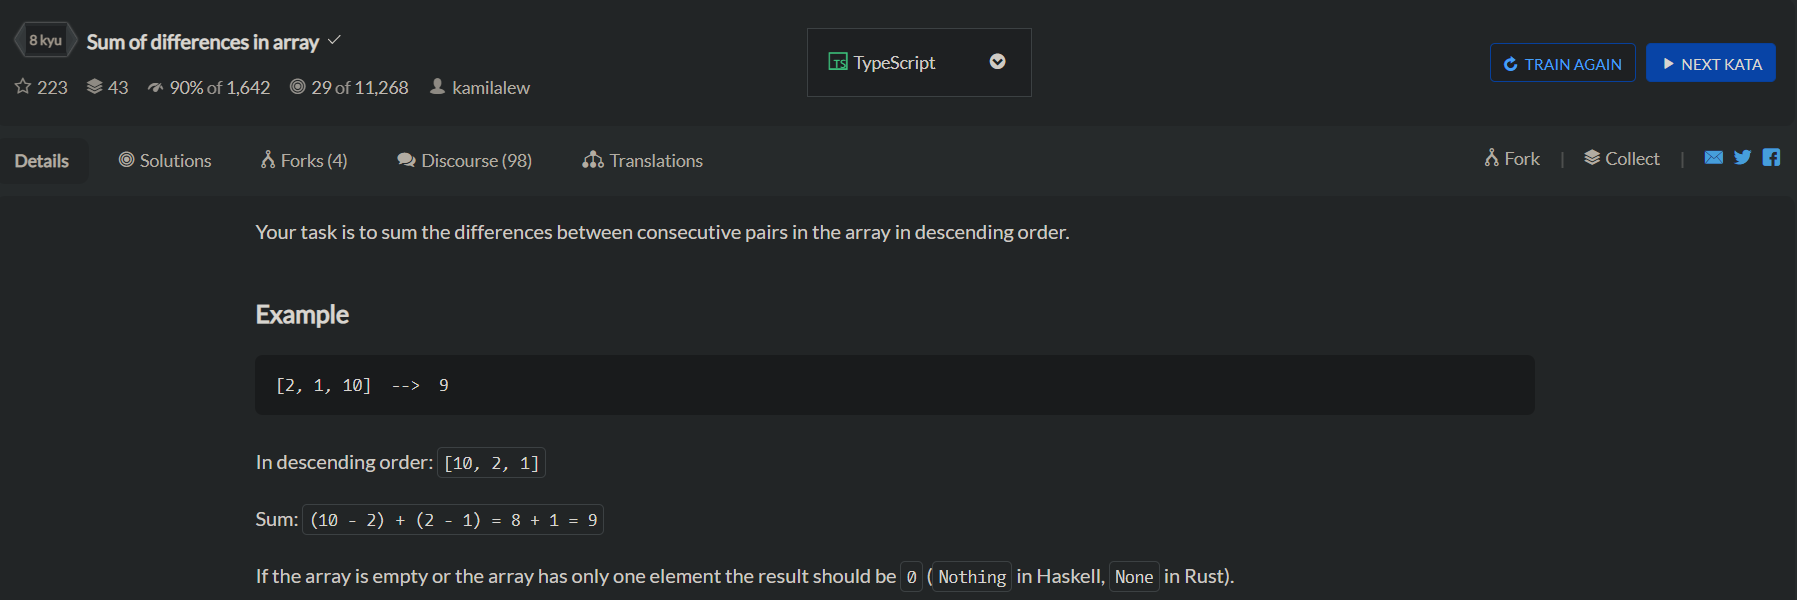 8 kyu Sum of differences in array
TypeScript
TRAIN AGAIN NEXT KATA
223 43 90% of 1,642 29 of 11,268 kamilalew
Details Solutions Forks (4) Discourse (98) Translations Fork | Collect |
Your task is to sum the differences between consecutive pairs in the array in descending order.
Example
[2, 1, 10] --> 9
In descending order: [10, 2, 1]
Sum: (10 - 2) + (2 - 1) = 8 + 1 = 9
If the array is empty or the array has only one element the result should be 0 (Nothing in Haskell, None in Rust).